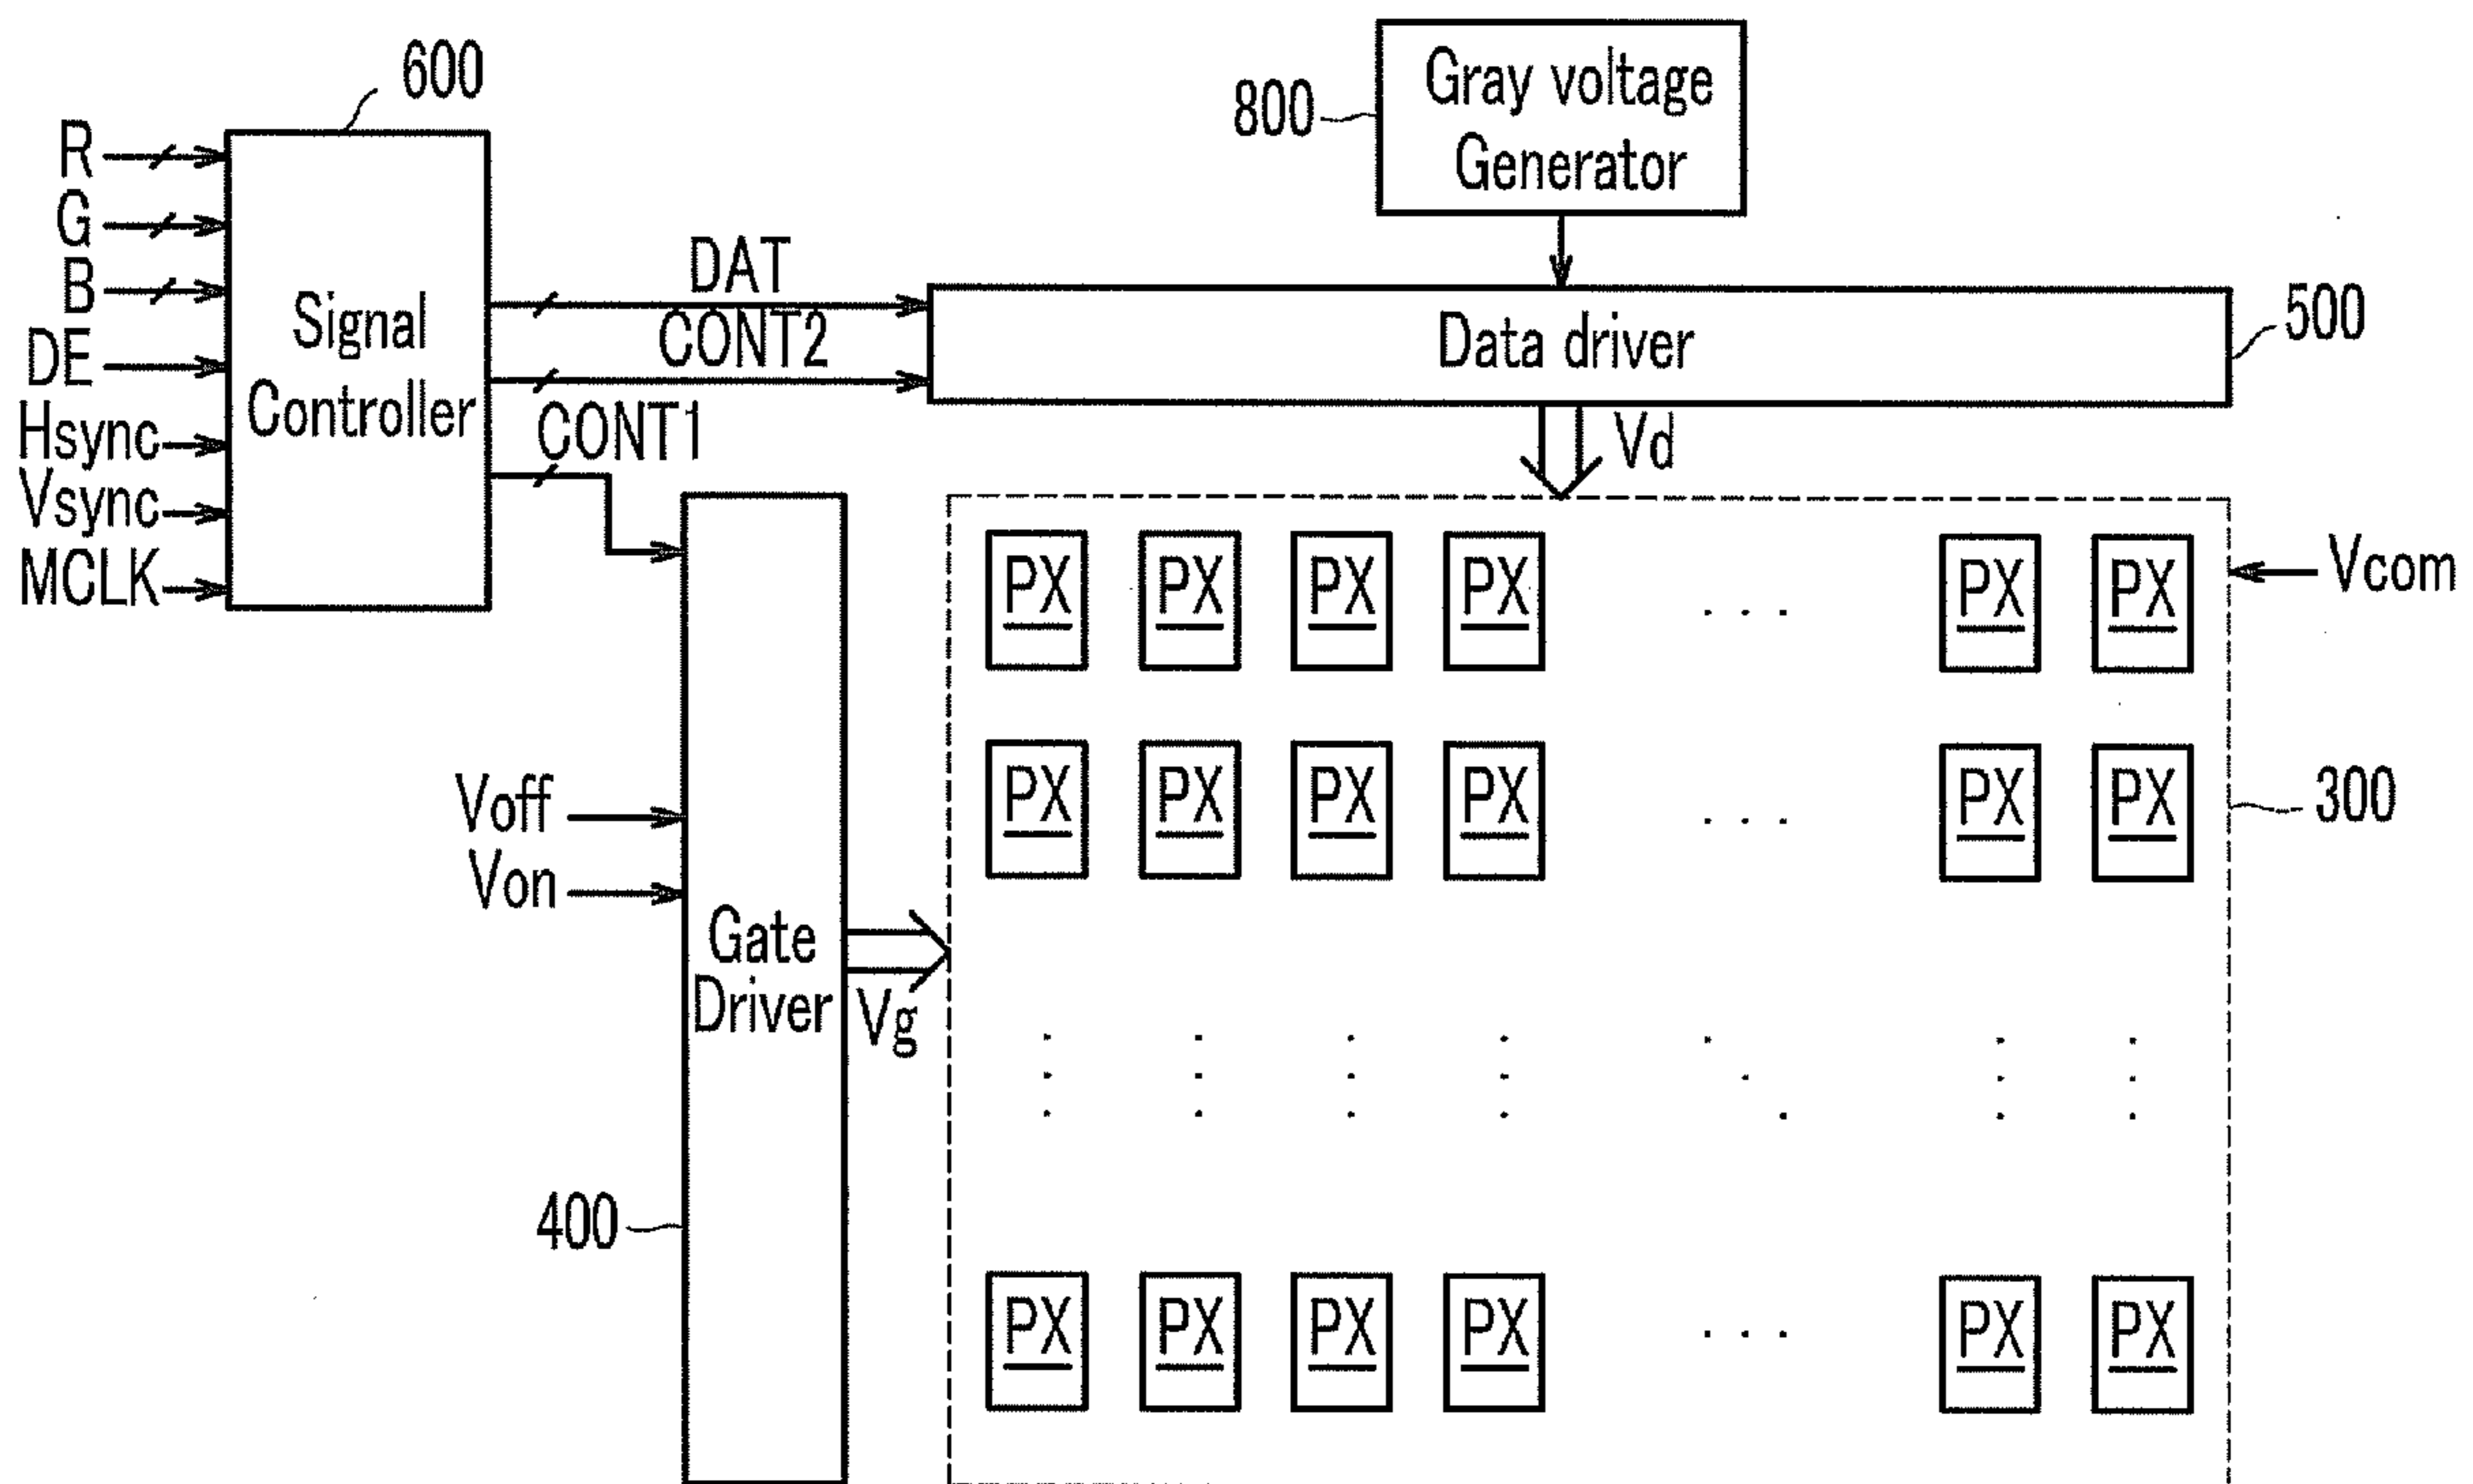 600
800
Gray voltage
Generator
R
G
B
DE
Hsync
Vsync
MCLK
Signal
Controller
DAT
CONT2
CONT1
Data driver
500
Vd
PX PX PX PX . . . PX PX
Vcom
PX PX PX PX . . . PX PX
300
Voff
Von
Gate
Driver
Vg
400
PX PX PX PX . . . PX PX